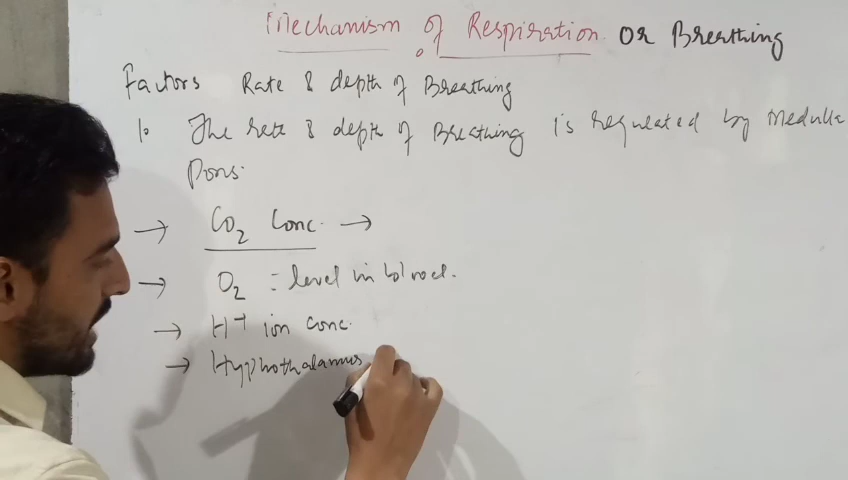 Mechanism of Respiration or Breathing
Factors Rate & depth of Breathing
1. The rate & depth of Breathing is regulated by Medulla
Pons.
→ CO₂ Conc. →
→ O₂ = level in blood.
→ H⁺ ion conc.
→ Hyphothalamus